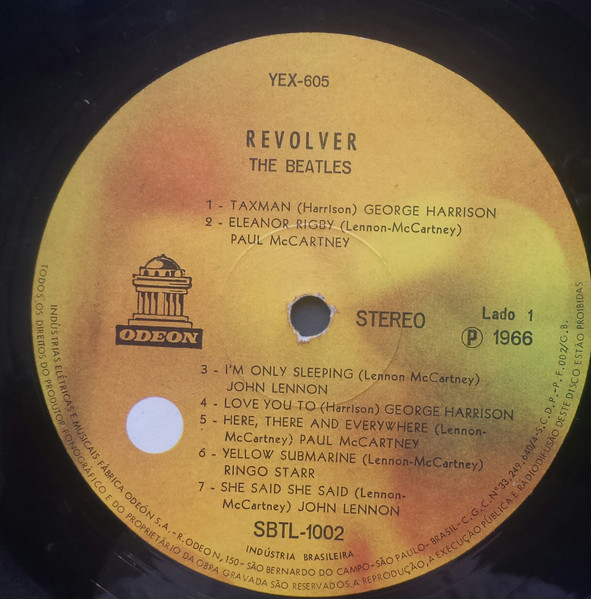 YEX-605
REVOLVER
THE BEATLES
1 - TAXMAN (Harrison) GEORGE HARRISON
2 - ELEANOR RIGBY (Lennon-McCartney)
PAUL McCARTNEY
ODEON
STEREO
Lado 1
P 1966
3 - I'M ONLY SLEEPING (Lennon-McCartney)
JOHN LENNON
4 - LOVE YOU TO (Harrison) GEORGE HARRISON
5 - HERE, THERE AND EVERYWHERE (Lennon-
McCartney) PAUL McCARTNEY
6 - YELLOW SUBMARINE (Lennon-McCartney)
RINGO STARR
7 - SHE SAID SHE SAID (Lennon-
McCartney) JOHN LENNON
SBTL-1002
INDÚSTRIA BRASILEIRA
INDÚSTRIAS ELÉTRICAS E MUSICAIS FÁBRICA ODEÓN S.A. - R. ODEON, 150 - SÃO BERNARDO DO CAMPO - SÃO PAULO - BRASIL - C.G.C. Nº 33.249.640/4 - S.C.D.P. - P.F. 002/G.B.
TODOS OS DIREITOS DO PRODUTOR FONOGRÁFICO E DO PROPRIETÁRIO DA OBRA GRAVADA SÃO RESERVADOS. A REPRODUÇÃO, A EXECUÇÃO PÚBLICA E RADIODIFUSÃO DESTE DISCO ESTÃO PROIBIDAS